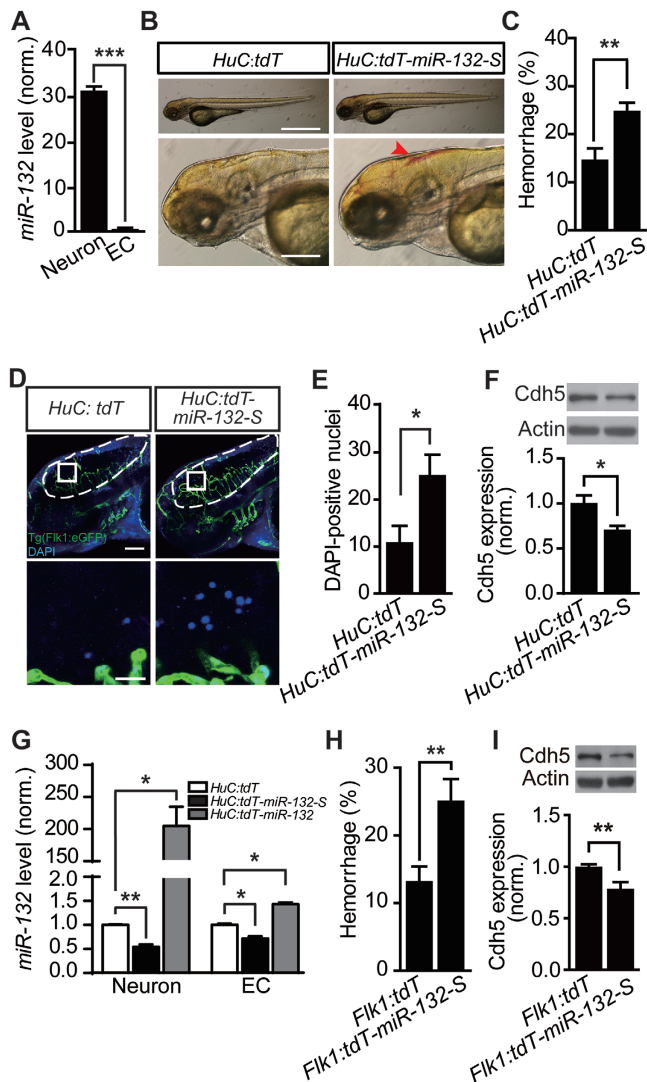 A
miR-132 level (norm.)
40
30
20
10
0
***
Neuron
EC
B
HuC:tdT
HuC:tdT-miR-132-S
C
Hemorrhage (%)
40
30
20
10
0
**
HuC:tdT
HuC:tdT-miR-132-S
D
HuC: tdT
HuC:tdT-
miR-132-S
Tg(Flk1:eGFP)
DAPI
E
DAPI-positive nuclei
40
30
20
10
0
*
HuC:tdT
HuC:tdT-miR-132-S
F
Cdh5
Actin
Cdh5 expression
(norm.)
1.5
1.0
0.5
0.0
*
HuC:tdT
HuC:tdT-miR-132-S
G
miR-132 level (norm.)
300
250
200
150
100
2.0
1.5
1.0
0.5
0.0
*
**
*
*
HuC:tdT
HuC:tdT-miR-132-S
HuC:tdT-miR-132
Neuron
EC
H
Hemorrhage (%)
30
20
10
0
**
Flk1:tdT
Flk1:tdT-miR-132-S
I
Cdh5
Actin
Cdh5 expression
(norm.)
1.5
1.0
0.5
0.0
**
Flk1:tdT
Flk1:tdT-miR-132-S